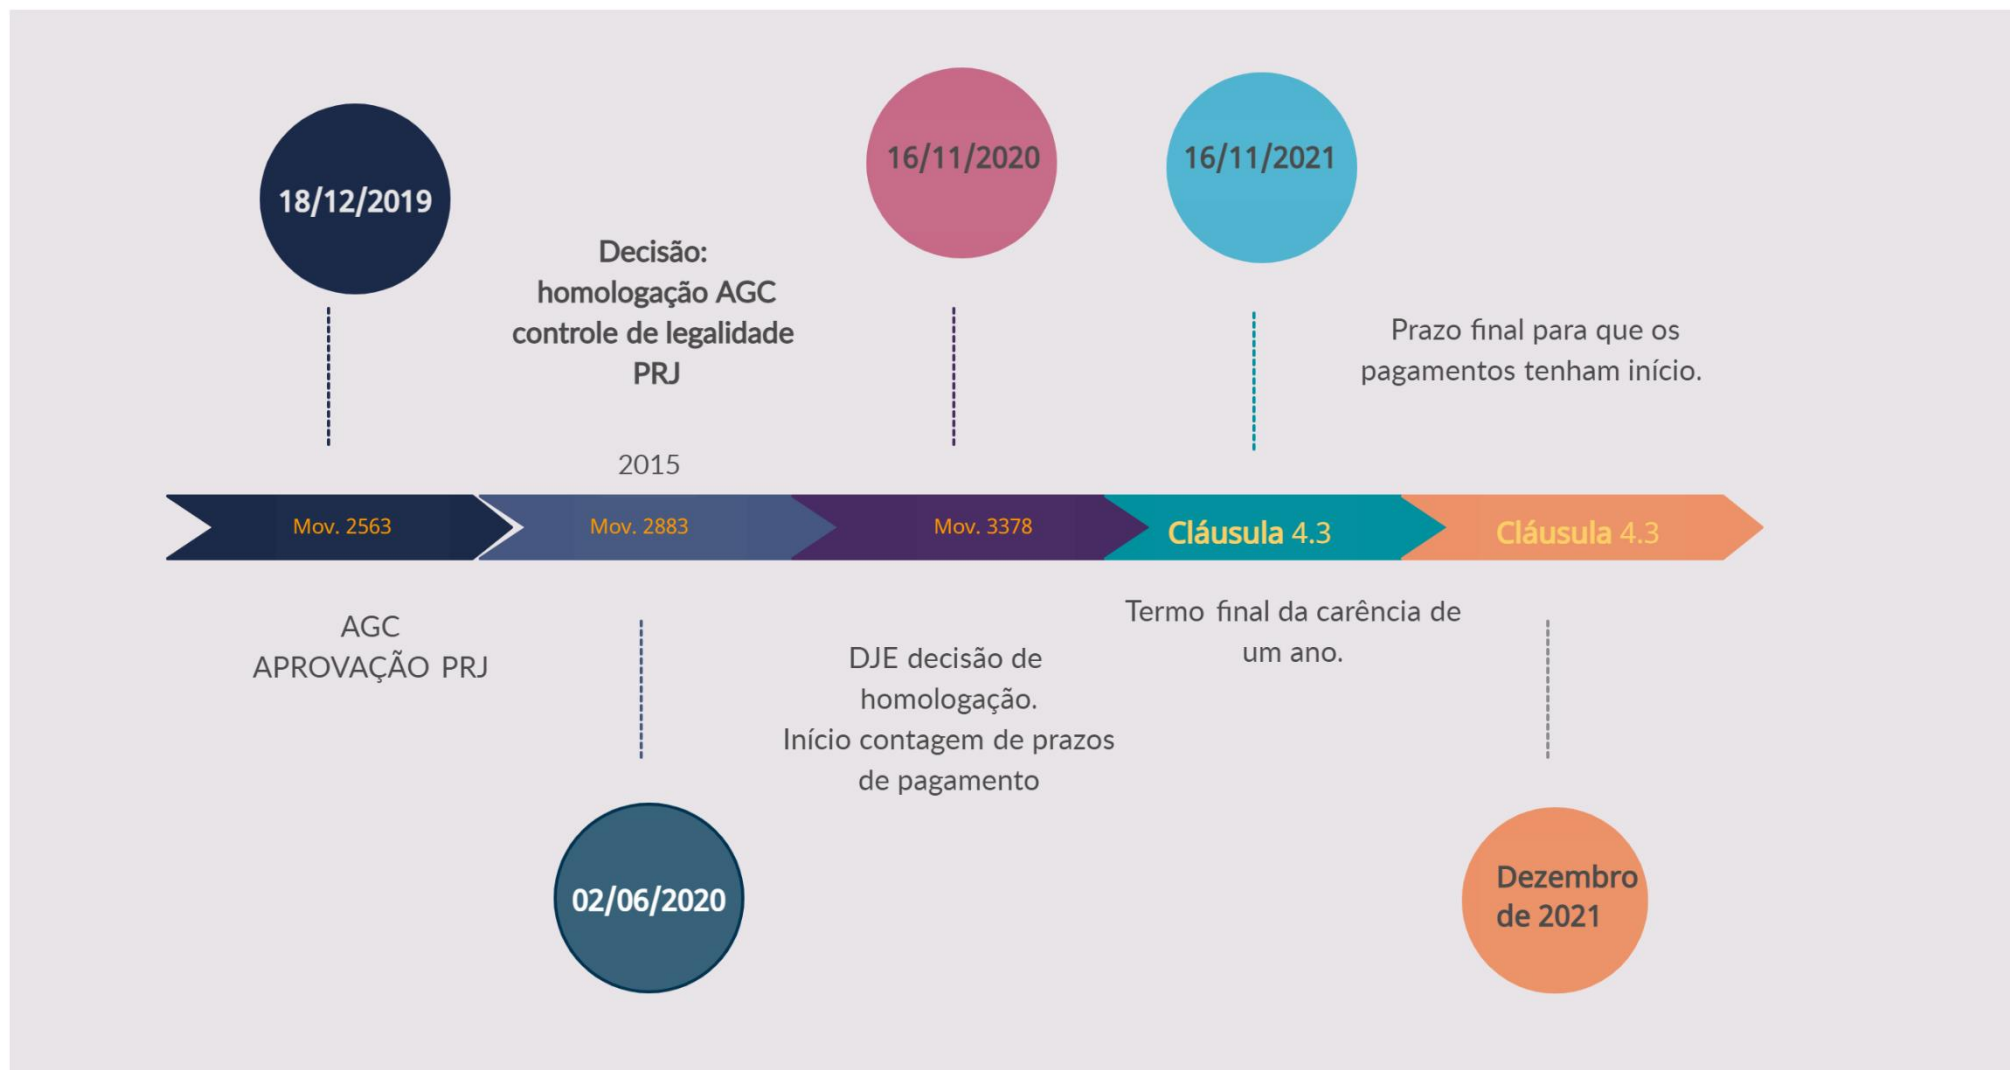 18/12/2019
16/11/2020
16/11/2021
Decisão:
homologação AGC
controle de legalidade
PRJ
Prazo final para que os
pagamentos tenham início.
2015
Mov. 2563
Mov. 2883
Mov. 3378
Cláusula 4.3
Cláusula 4.3
AGC
APROVAÇÃO PRJ
DJE decisão de
homologação.
Início contagem de prazos
de pagamento
Termo final da carência de
um ano.
02/06/2020
Dezembro
de 2021